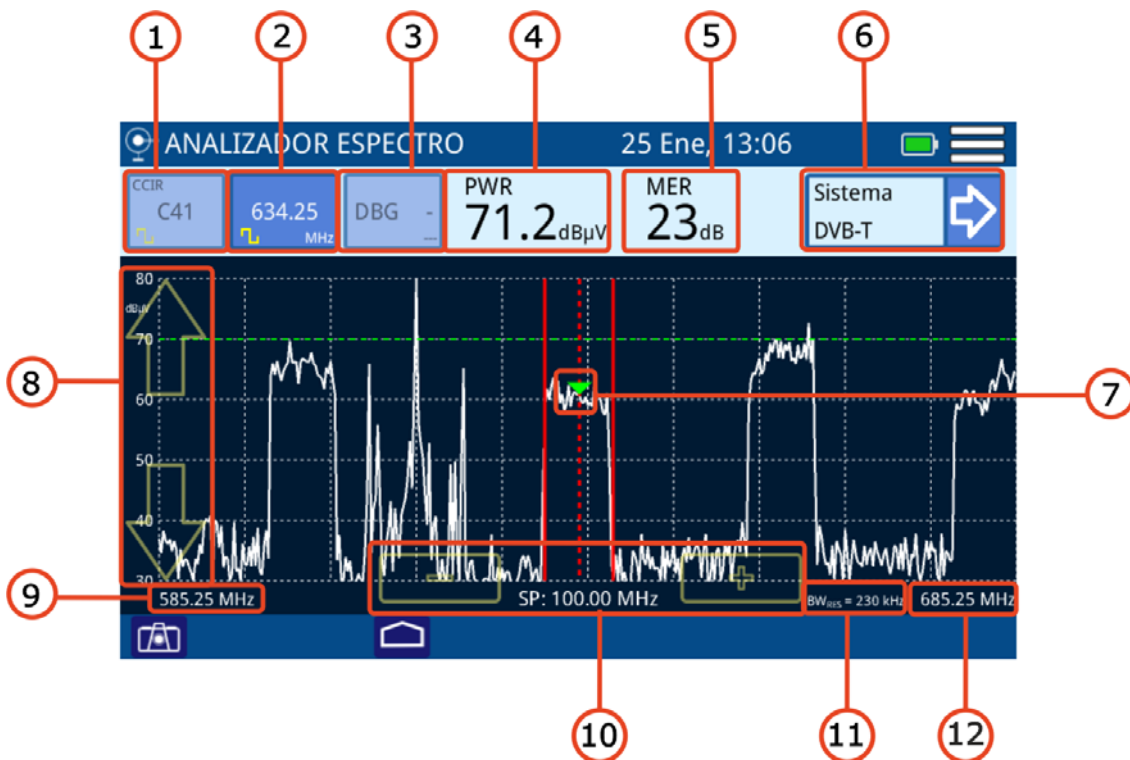 1 2 3 4 5 6
ANALIZADOR ESPECTRO 25 Ene, 13:06
CCIR
C41
634.25
MHz
DBG -
---
PWR
71.2dBµV
MER
23dB
Sistema
DVB-T
80
dBµV
70
8
7
60
50
40
30
9
585.25 MHz
SP: 100.00 MHz
BWRES = 230 kHz
685.25 MHz
10 11 12